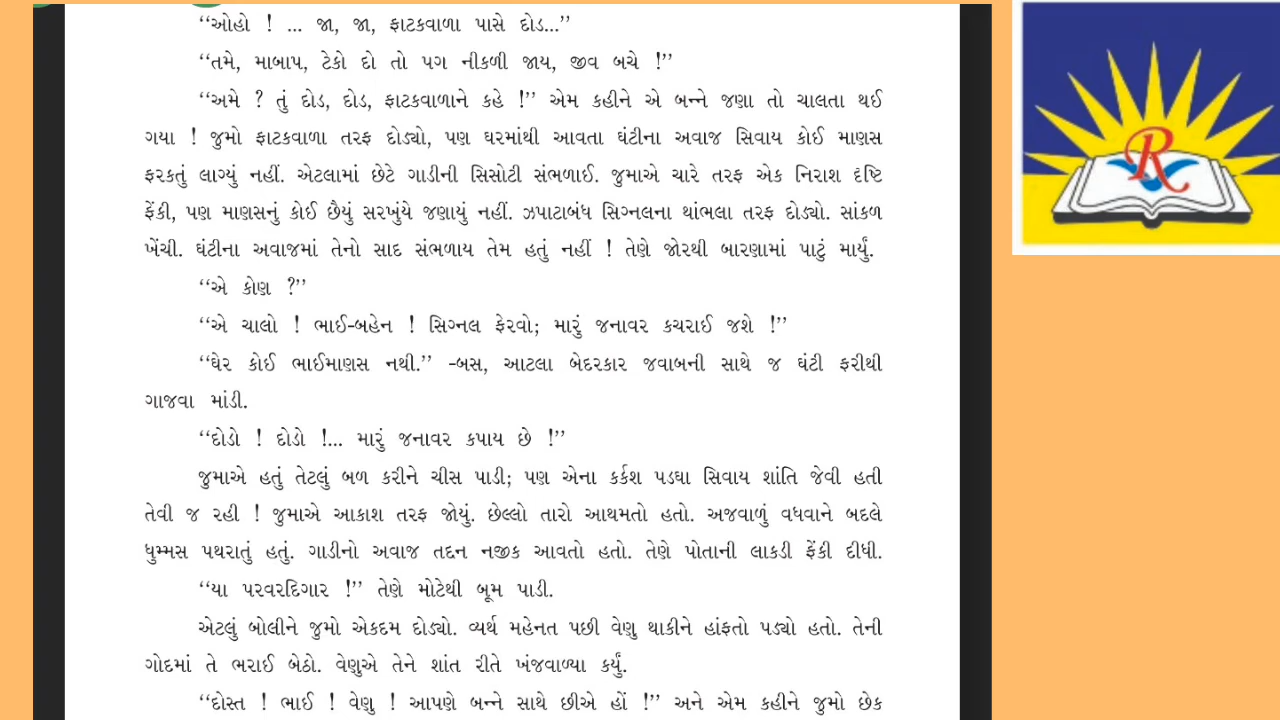 ‘‘ઓહો ! ... જા, જા, ફાટકવાળા પાસે દોડ...’’
‘‘તમે, માબાપ, ટેકો દો તો પગ નીકળી જાય, જીવ બચે !’’
‘‘અમે ? તું દોડ, દોડ, ફાટકવાળાને કહે !’’ એમ કહીને એ બન્ને જણા તો ચાલતા થઈ
ગયા ! જુમો ફાટકવાળા તરફ દોડ્યો, પણ ઘરમાંથી આવતા ઘંટીના અવાજ સિવાય કોઈ માણસ
ફરકતું લાગ્યું નહીં. એટલામાં છેટે ગાડીની સિસોટી સંભળાઈ. જુમાએ ચારે તરફ એક નિરાશ દૃષ્ટિ
ફેંકી, પણ માણસનું કોઈ છૈયું સરખુંયે જણાયુ નહીં. ઝપાટાબંધ સિગ્નલના થાંભલા તરફ દોડ્યો. સાંકળ
ખેંચી. ઘંટીના અવાજમાં તેનો સાદ સંભળાય તેમ હતું નહીં ! તેણે જોરથી બારણામાં પાટું માર્યું.
‘‘એ કોણ ?’’
‘‘એ ચાલો ! ભાઈ-બહેન ! સિગ્નલ ફેરવો; મારું જનાવર કચરાઈ જશે !’’
‘‘ઘેર કોઈ ભાઈમાણસ નથી.’’ -બસ, આટલા બેદરકાર જવાબની સાથે જ ઘંટી ફરીથી
ગાજવા માંડી.
‘‘દોડો ! દોડો !... મારું જનાવર કપાય છે !’’
જુમાએ હતું તેટલું બળ કરીને ચીસ પાડી; પણ એના કર્કશ પડઘા સિવાય શાંતિ જેવી હતી
તેવી જ રહી ! જુમાએ આકાશ તરફ જોયું. છેલ્લો તારો આથમતો હતો. અજવાળું વધવાને બદલે
ધુમ્મસ પથરાતું હતું. ગાડીનો અવાજ તદ્દન નજીક આવતો હતો. તેણે પોતાની લાકડી ફેંકી દીધી.
‘‘યા પરવરદિગાર !’’ તેણે મોટેથી બૂમ પાડી.
એટલું બોલીને જુમો એકદમ દોડ્યો. વ્યર્થ મહેનત પછી વેણુ થાકીને હાંફતો પડ્યો હતો. તેની
ગોદમાં તે ભરાઈ બેઠો. વેણુએ તેને શાંત રીતે ખંજવાળ્યા કર્યું.
‘‘દોસ્ત ! ભાઈ ! વેણુ ! આપણે બન્ને સાથે છીએ હોં !’’ અને એમ કહીને જુમો છેક
R